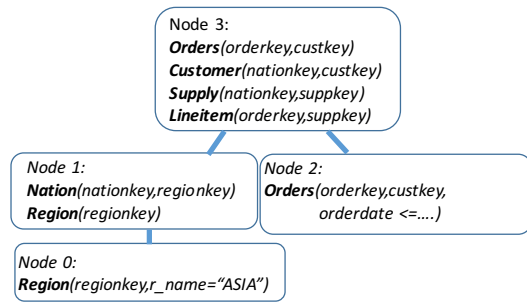 Node 3:
Orders(orderkey,custkey)
Customer(nationkey,custkey)
Supply(nationkey,suppkey)
Lineitem(orderkey,suppkey)
Node 1:
Nation(nationkey,regionkey)
Region(regionkey)
Node 2:
Orders(orderkey,custkey,
orderdate <=....)
Node 0:
Region(regionkey,r_name=“ASIA”)